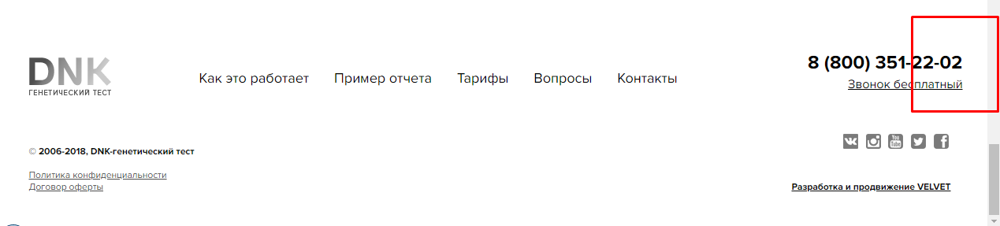 DNK
ГЕНЕТИЧЕСКИЙ ТЕСТ
Как это работает
Пример отчета
Тарифы
Вопросы
Контакты
8 (800) 351-22-02
Звонок бесплатный
© 2006-2018, DNK-генетический тест
Политика конфиденциальности
Договор оферты
You
Tube
Разработка и продвижение VELVET